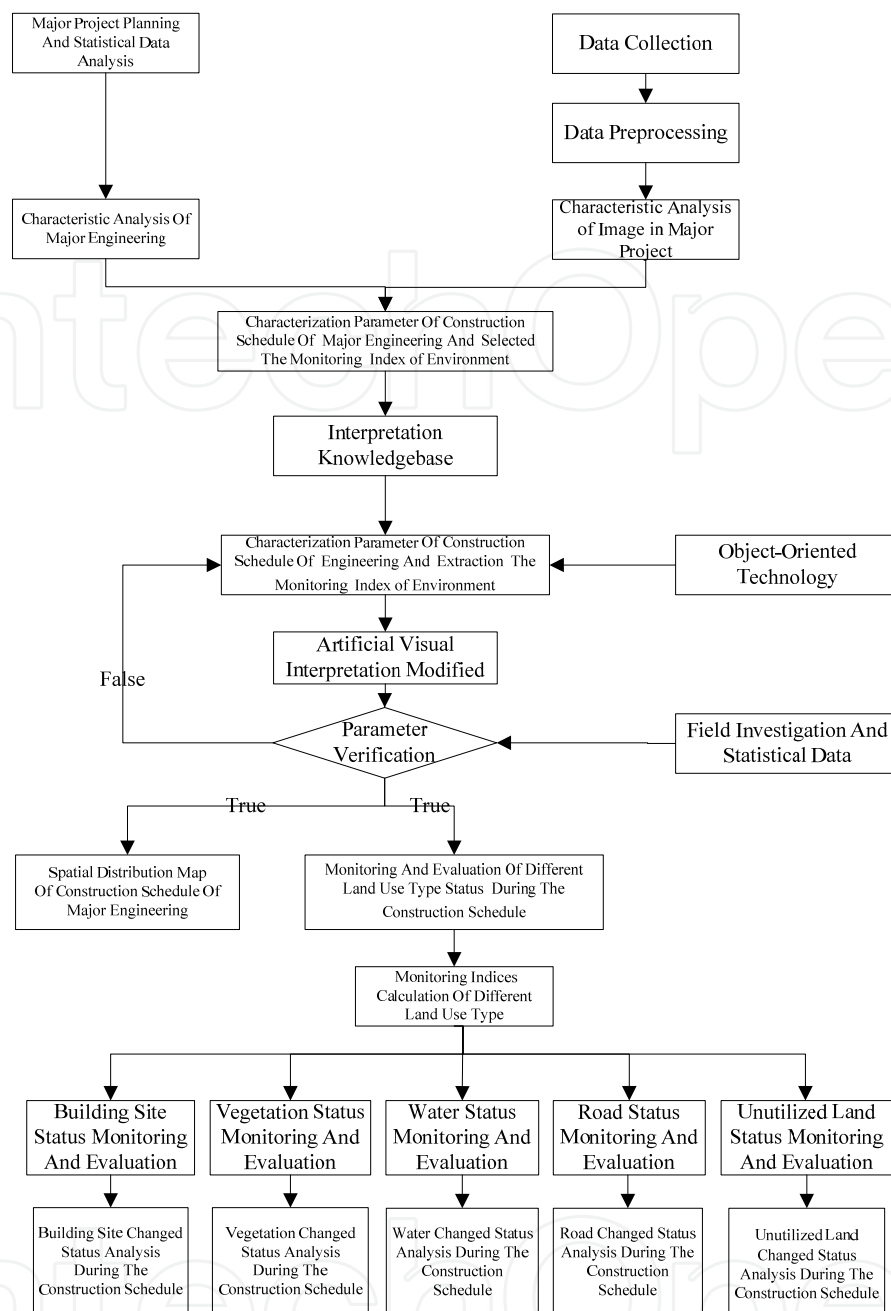 Major Project Planning
And Statistical Data
Analysis
Data Collection
Data Preprocessing
Characteristic Analysis Of
Major Engineering
Characteristic Analysis
of Image in Major
Project
Characterization Parameter Of Construction
Schedule Of Major Engineering And Selected
The Monitoring Index of Environment
Interpretation
Knowledgebase
Characterization Parameter Of Construction
Schedule Of Engineering And Extraction The
Monitoring Index of Environment
Object-Oriented
Technology
Artificial Visual
Interpretation Modified
False
Parameter
Verification
Field Investigation And
Statistical Data
True
True
Spatial Distribution Map
Of Construction Schedule Of
Major Engineering
Monitoring And Evaluation Of Different
Land Use Type Status During The
Construction Schedule
Monitoring Indices
Calculation Of Different
Land Use Type
Building Site
Status Monitoring
And Evaluation
Vegetation Status
Monitoring And
Evaluation
Water Status
Monitoring And
Evaluation
Road Status
Monitoring And
Evaluation
Unutilized Land
Status Monitoring
And Evaluation
Building Site Changed
Status Analysis
During The
Construction Schedule
Vegetation Changed
Status Analysis
During The
Construction Schedule
Water Changed Status
Analysis During The
Construction
Schedule
Road Changed Status
Analysis During The
Construction
Schedule
Unutilized Land
Changed Status
Analysis During The
Construction Schedule